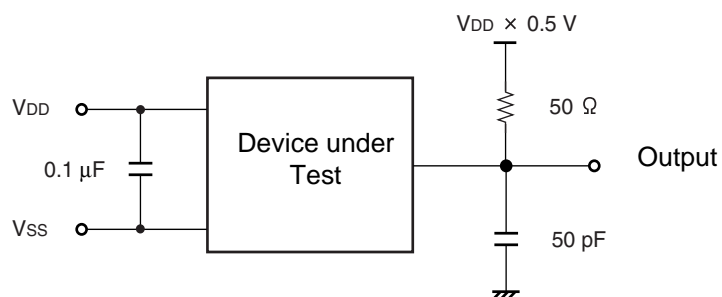 VDD × 0.5 V
VDD
50 Ω
Device under
Test
0.1 μF
Output
VSS
50 pF